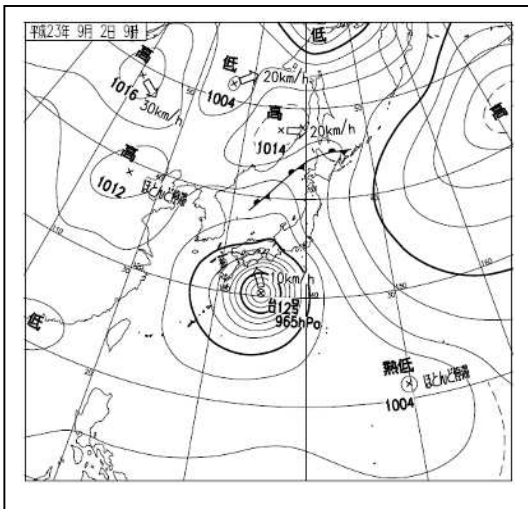 平成23年 9月 2日 9時
高
1016
30km/h
低
1004
20km/h
低
高
1014
20km/h
高
高
1012
ほとんど停滞
10km/h
台12号
965hPa
低
熱低
ほとんど停滞
1004